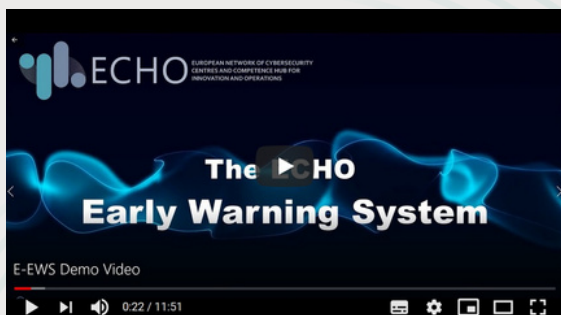 ECHO
EUROPEAN NETWORK OF CYBERSECURITY
CENTRES AND COMPETENCE HUB FOR
INNOVATION AND OPERATIONS
The ECHO
Early Warning System
E-EWS Demo Video
0:22 / 11:51